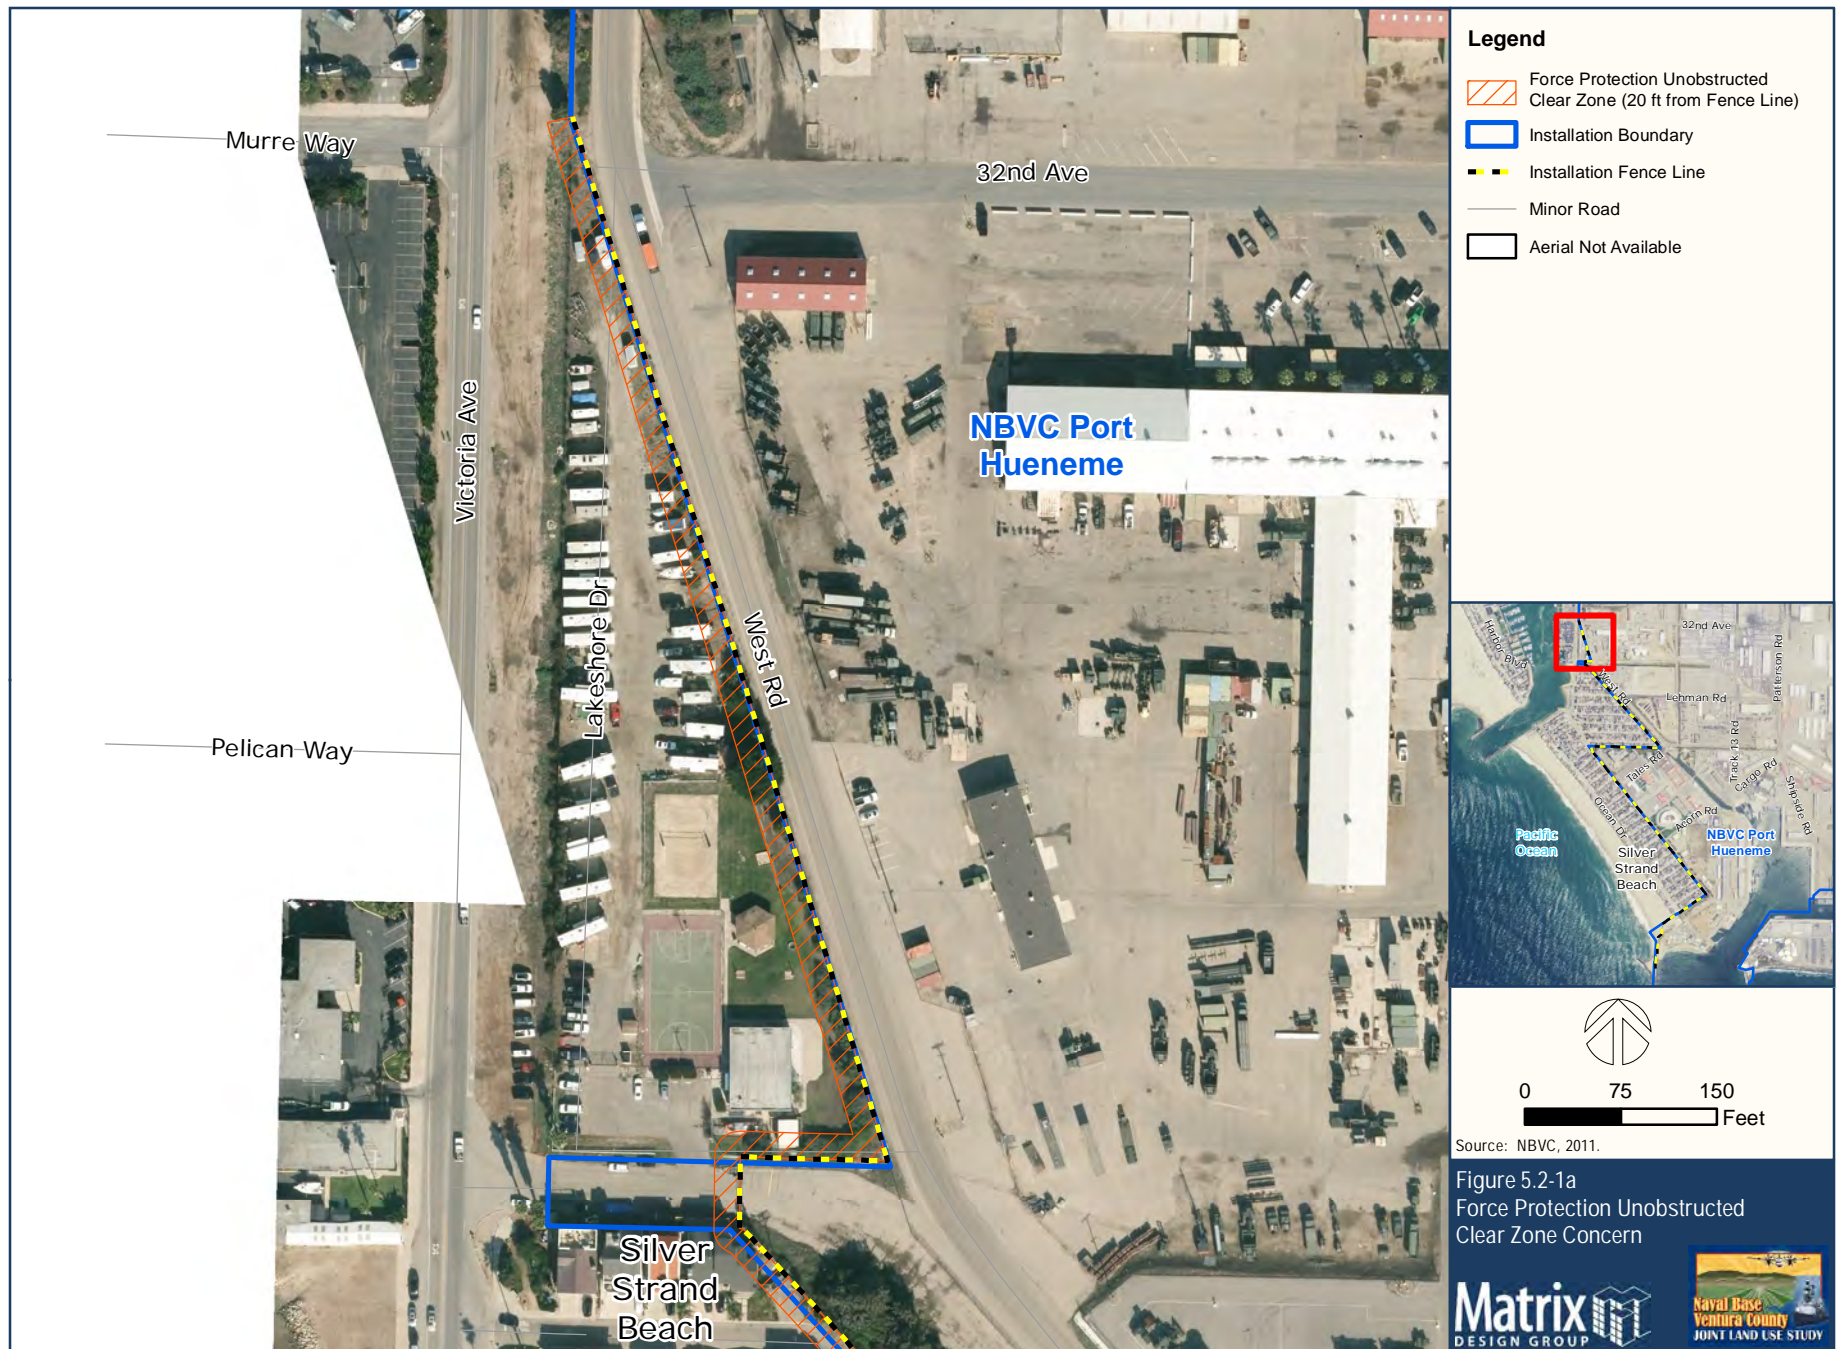 Murre Way
32nd Ave
Victoria Ave
NBVC Port
Hueneme
Lakeshore Dr
West Rd
Pelican Way
Silver
Strand
Beach
Legend
Force Protection Unobstructed
Clear Zone (20 ft from Fence Line)
Installation Boundary
Installation Fence Line
Minor Road
Aerial Not Available
Harbor Blvd
32nd Ave
Patterson Rd
West Rd
Lehman Rd
Track 13 Rd
Tales Rd
Cargo Rd
Shipside Rd
Ocean Dr
Acorn Rd
Pacific
Ocean
NBVC Port
Hueneme
Silver
Strand
Beach
0 75 150
Feet
Source: NBVC, 2011.
Figure 5.2-1a
Force Protection Unobstructed
Clear Zone Concern
Matrix
DESIGN GROUP
Naval Base
Ventura County
JOINT LAND USE STUDY